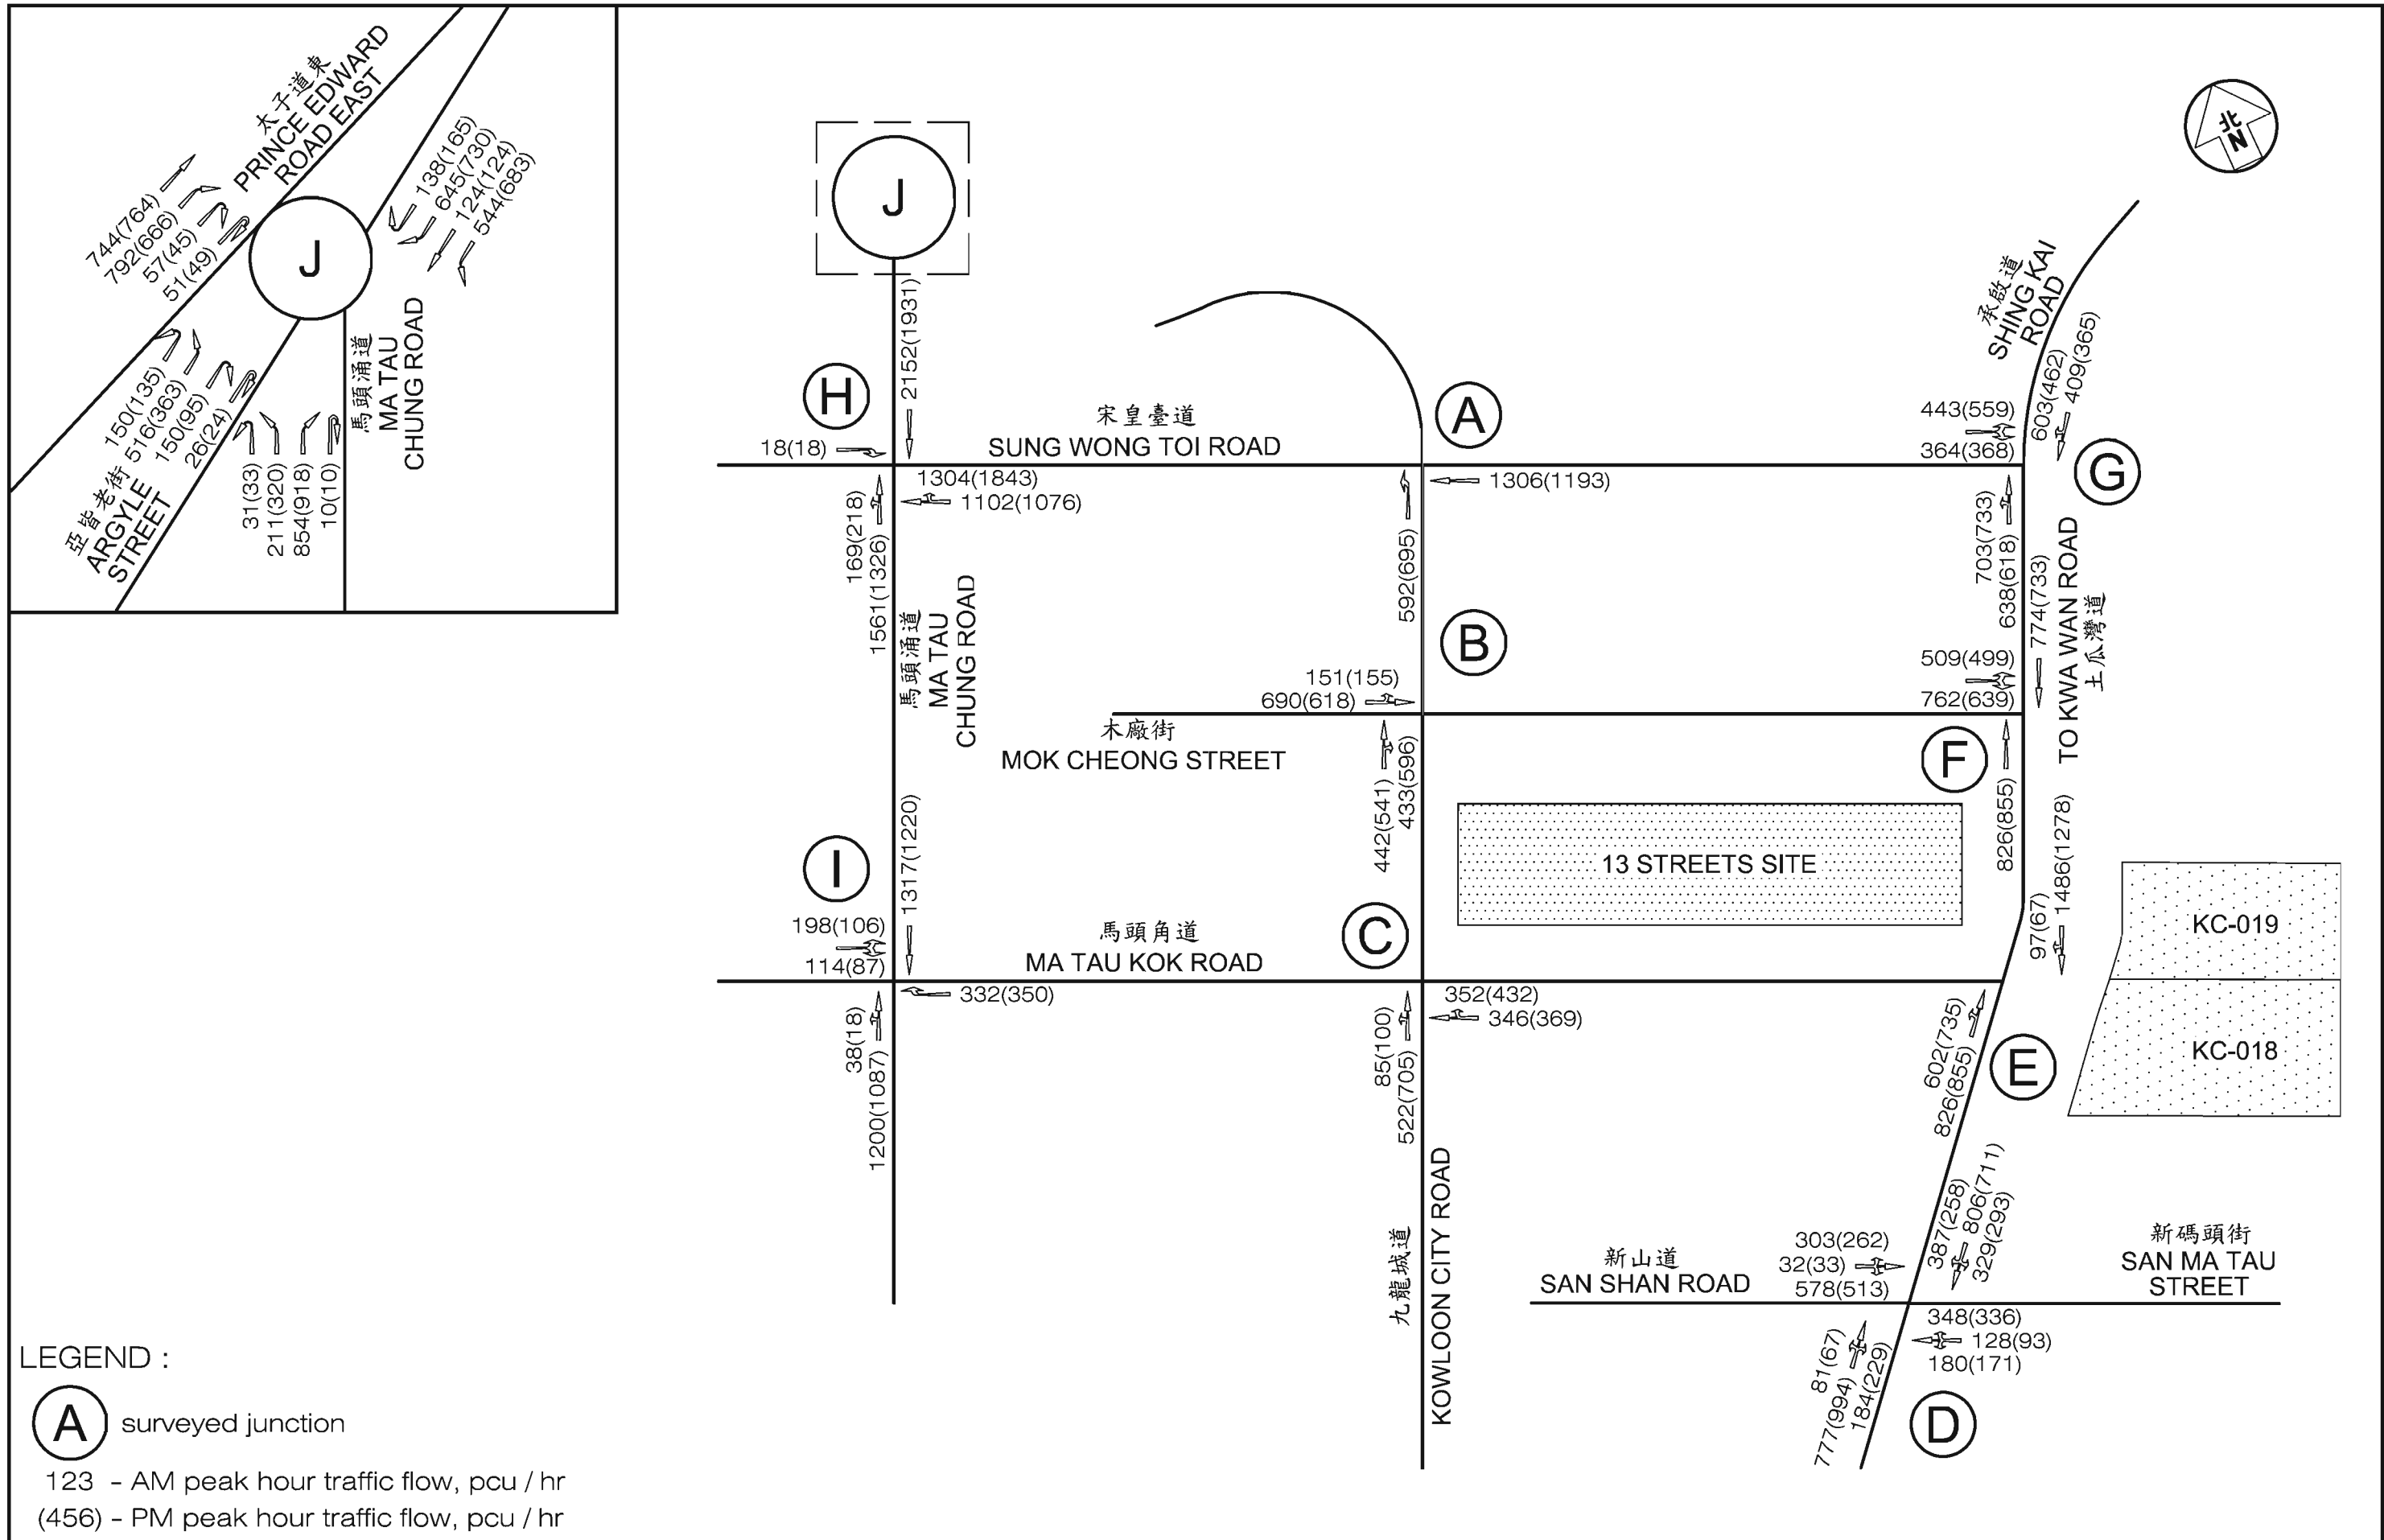 太子道東
PRINCE EDWARD
ROAD EAST
744(764)
792(666)
57(45)
51(49)
138(165)
645(730)
124(124)
544(683)
J
150(135)
516(363)
150(95)
26(24)
亞皆老街
ARGYLE
STREET
31(33)
211(320)
854(918)
10(10)
馬頭涌道
MA TAU
CHUNG ROAD
J
北
N
2152(1931)
H
18(18)
宋皇臺道
SUNG WONG TOI ROAD
A
承啟道
SHING KAI
ROAD
603(462)
409(365)
443(559)
364(368)
G
1304(1843)
1102(1076)
1306(1193)
169(218)
1561(1326)
592(695)
703(733)
638(618)
774(733)
TO KWA WAN ROAD
土瓜灣道
馬頭涌道
MA TAU
CHUNG ROAD
B
151(155)
690(618)
509(499)
762(639)
木廠街
MOK CHEONG STREET
F
442(541)
433(596)
826(855)
97(67)
1486(1278)
13 STREETS SITE
KC-019
KC-018
I
1317(1220)
198(106)
114(87)
馬頭角道
MA TAU KOK ROAD
C
332(350)
352(432)
346(369)
38(18)
1200(1087)
85(100)
522(705)
602(735)
826(855)
E
九龍城道
KOWLOON CITY ROAD
387(258)
806(711)
329(293)
新山道
SAN SHAN ROAD
303(262)
32(33)
578(513)
新碼頭街
SAN MA TAU
STREET
348(336)
128(93)
180(171)
81(67)
777(994)
184(229)
D
LEGEND :
A surveyed junction
123 - AM peak hour traffic flow, pcu / hr
(456) - PM peak hour traffic flow, pcu / hr